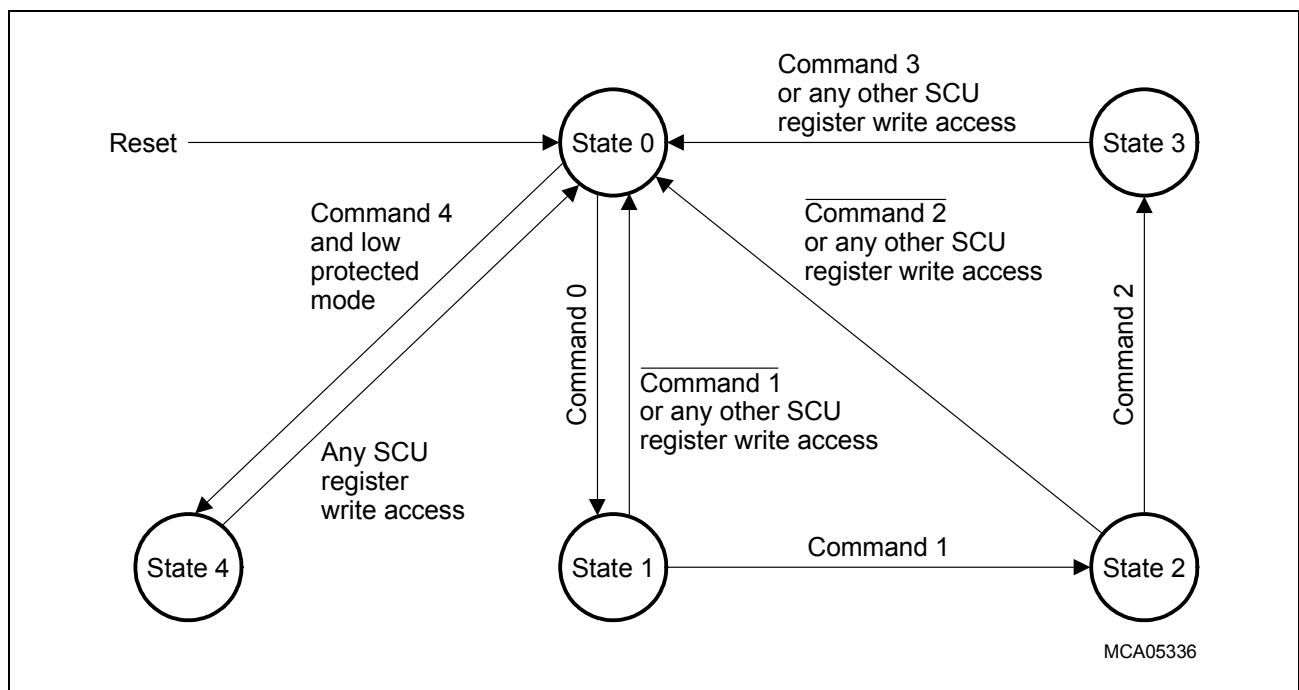 Command 3
or any other SCU
register write access
Reset
State 0
State 3
Command 4
and low
protected
mode
Command 2
or any other SCU
register write access
Command 0
Command 2
Command 1
or any other SCU
register write access
Any SCU
register
write access
Command 1
State 4
State 1
State 2
MCA05336